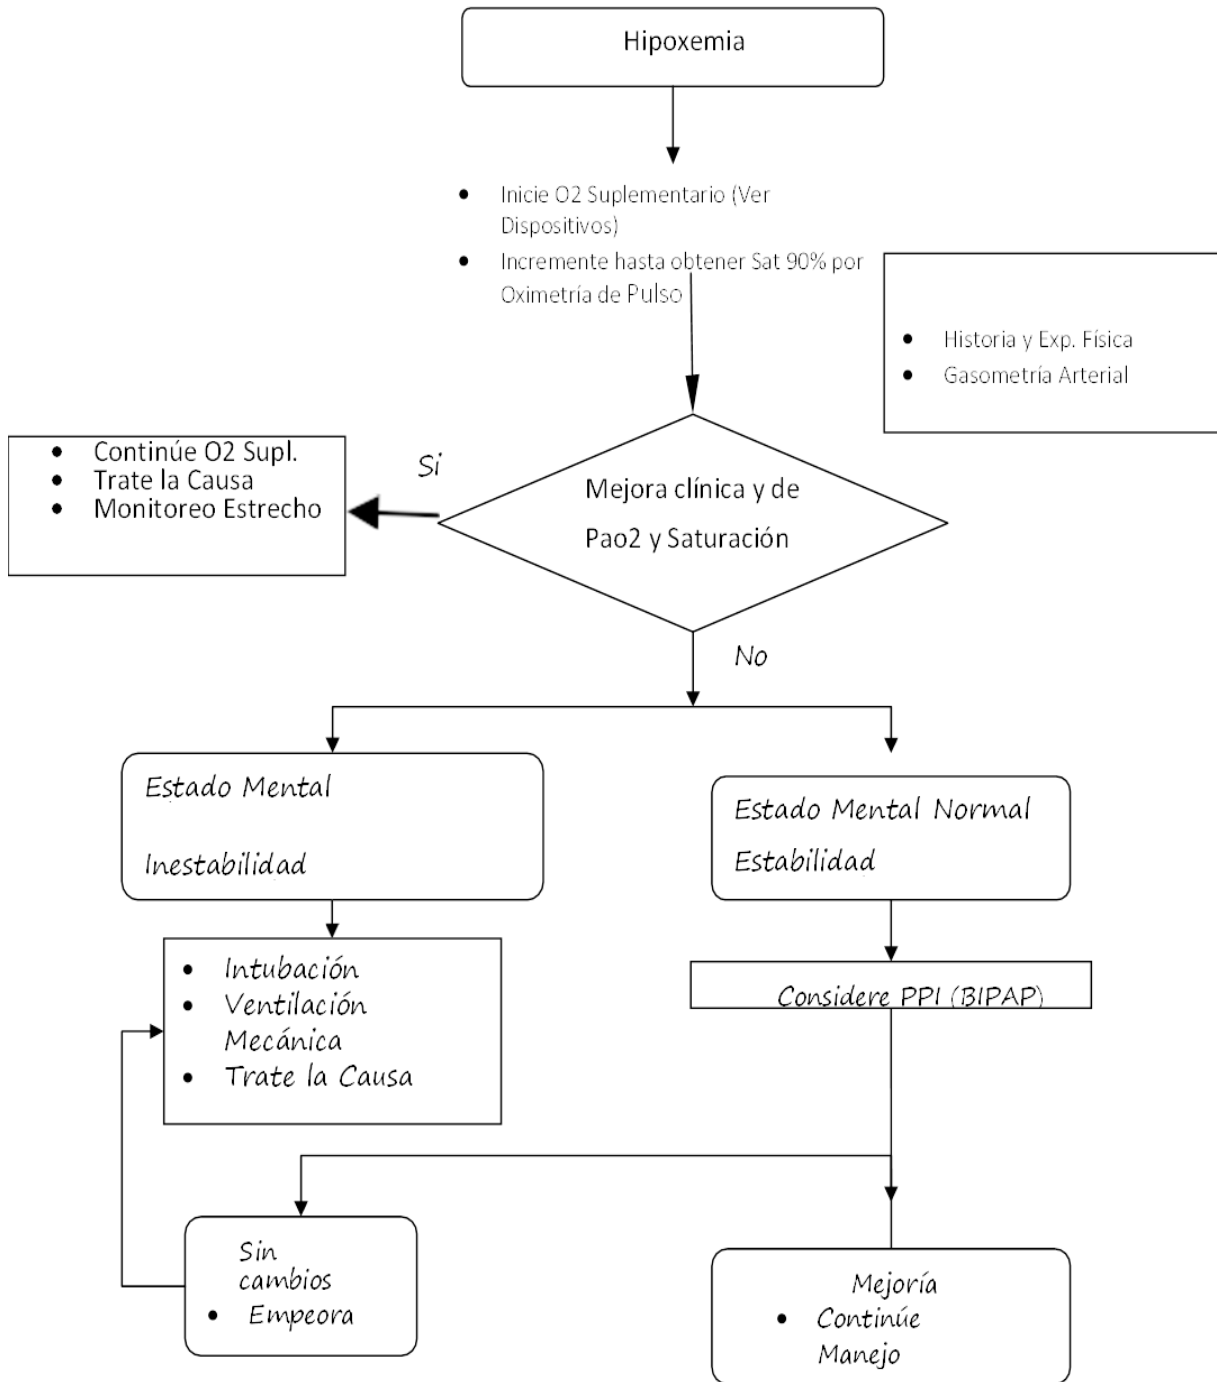 Hipoxemia
• Inicie O2 Suplementario (Ver
Dispositivos)
• Incremente hasta obtener Sat 90% por
Oximetría de Pulso
• Historia y Exp. Física
• Gasometría Arterial
• Continúe O2 Supl.
• Trate la Causa
• Monitoreo Estrecho
Si
Mejora clínica y de
Pao2 y Saturación
No
Estado Mental
Inestabilidad
Estado Mental Normal
Estabilidad
• Intubación
• Ventilación
Mecánica
• Trate la Causa
Considere PPI (BIPAP)
Sin
cambios
• Empeora
Mejoría
• Continúe
Manejo